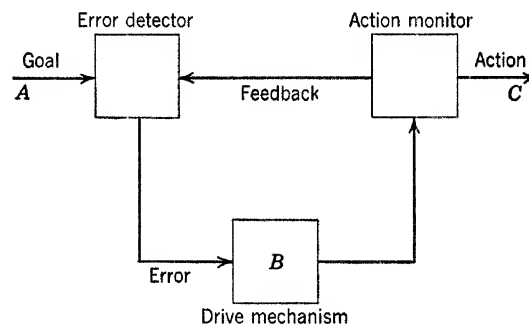 Error detector
Action monitor
Goal
A
Feedback
Action
C
Error
B
Drive mechanism